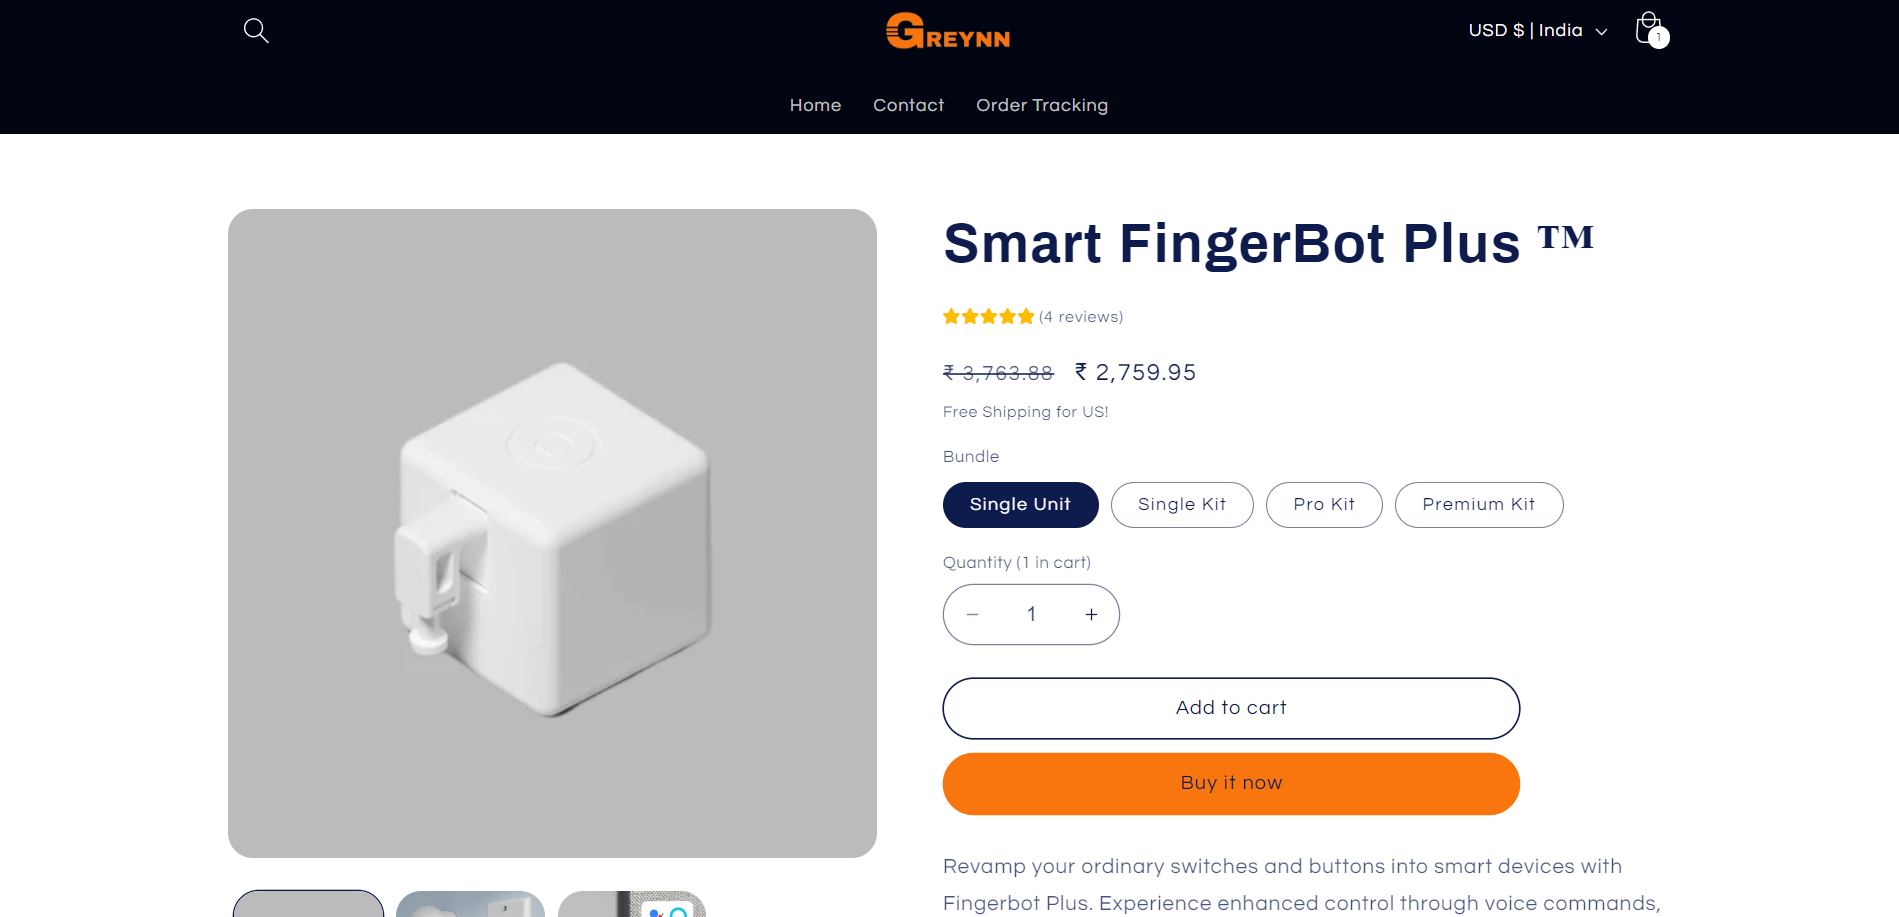 GREYNN
USD $ | India
1
Home Contact Order Tracking
Smart FingerBot Plus ™
(4 reviews)
₹ 3,763.88 ₹ 2,759.95
Free Shipping for US!
Bundle
Single Unit Single Kit Pro Kit Premium Kit
Quantity (1 in cart)
− 1 +
Add to cart
Buy it now
Revamp your ordinary switches and buttons into smart devices with
Fingerbot Plus. Experience enhanced control through voice commands,